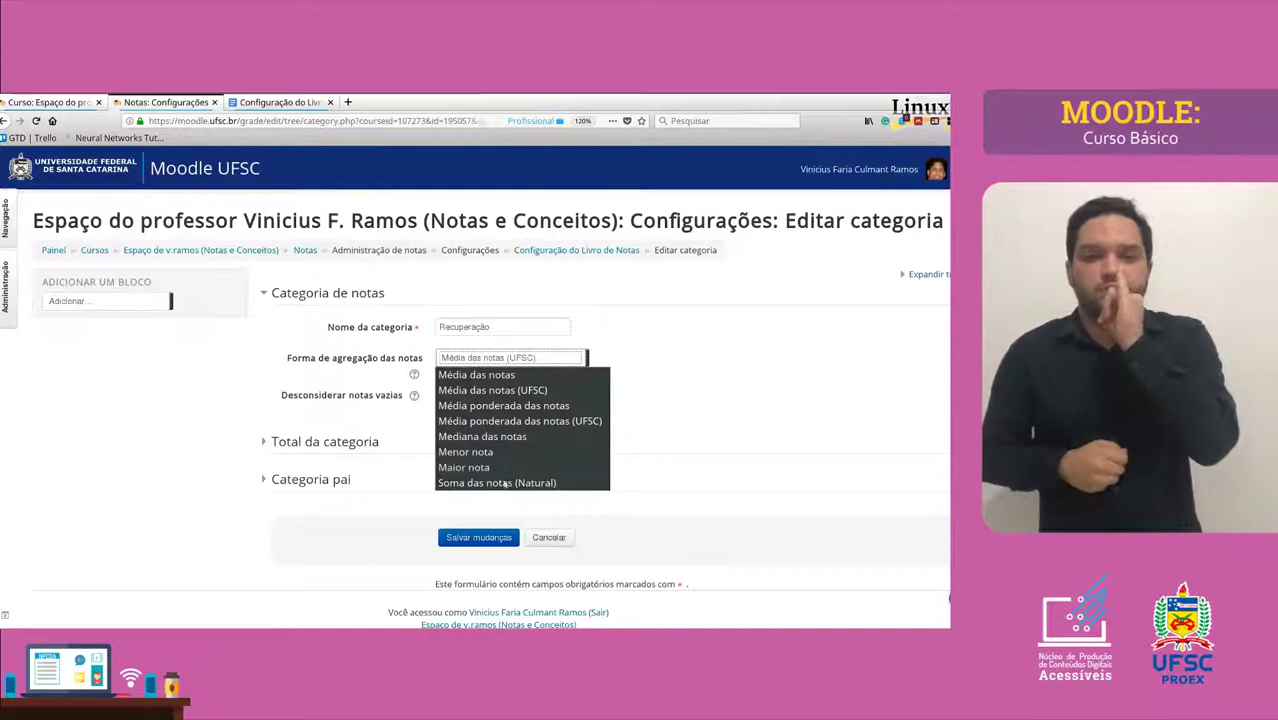 Curso: Espaço do pro
Notas: Configurações
Configuração do Livr
Linux
https://moodle.ufsc.br/grade/edit/tree/category.php?courseid=107273&id=195057&
Profissional
120%
Pesquisar
GTD | Trello
Neural Networks Tut...
UNIVERSIDADE FEDERAL
DE SANTA CATARINA
Moodle UFSC
Vinicius Faria Culmant Ramos
Navegação
Administração
Espaço do professor Vinicius F. Ramos (Notas e Conceitos): Configurações: Editar categoria
Painel
Cursos
Espaço de v.ramos (Notas e Conceitos)
Notas
Administração de notas
Configurações
Configuração do Livro de Notas
Editar categoria
ADICIONAR UM BLOCO
Adicionar...
Expandir t
Categoria de notas
Nome da categoria *
Recuperação
Forma de agregação das notas
Média das notas (UFSC)
Média das notas
Média das notas (UFSC)
Média ponderada das notas
Média ponderada das notas (UFSC)
Mediana das notas
Menor nota
Maior nota
Soma das notas (Natural)
Desconsiderar notas vazias
Total da categoria
Categoria pai
Salvar mudanças
Cancelar
Este formulário contém campos obrigatórios marcados com * .
Você acessou como Vinicius Faria Culmant Ramos (Sair)
Espaço de v.ramos (Notas e Conceitos)
MOODLE:
Curso Básico
Núcleo de Produção
de Conteúdos Digitais
Acessíveis
UFSC
PROEX